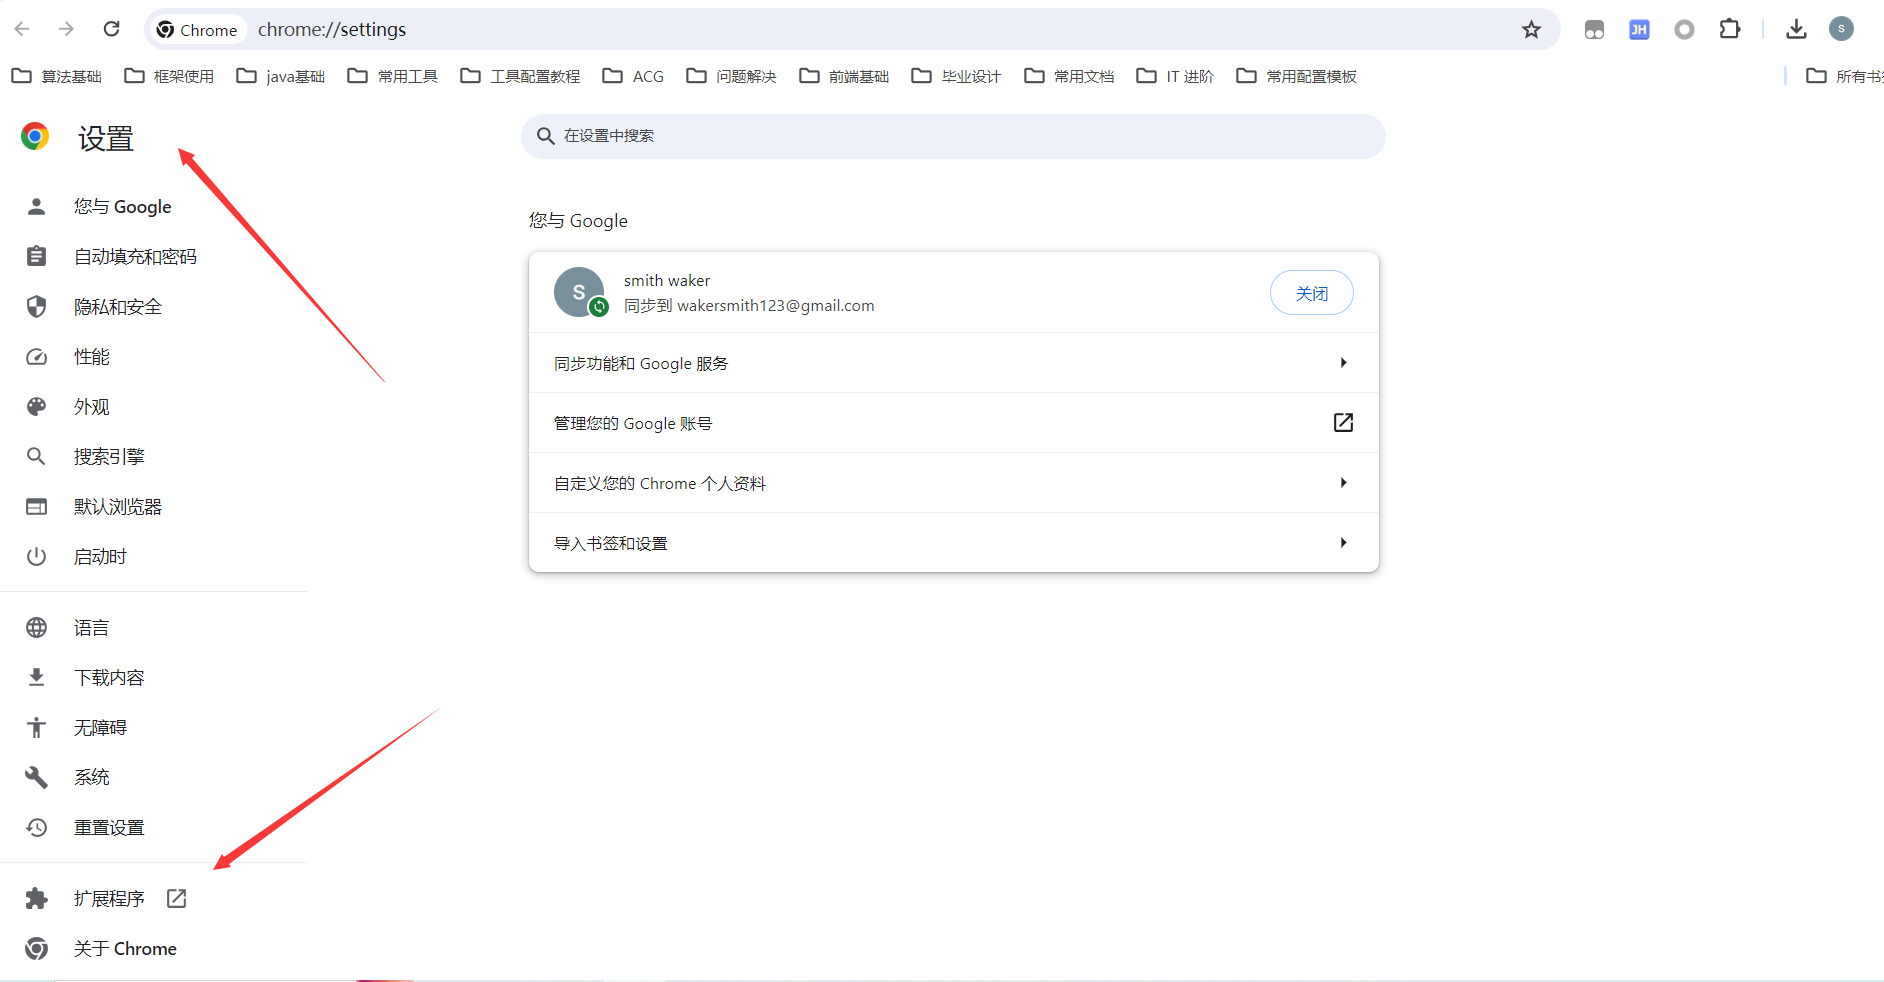 Chrome chrome://settings JH S
算法基础 框架使用 java基础 常用工具 工具配置教程 ACG 问题解决 前端基础 毕业设计 常用文档 IT 进阶 常用配置模板 所有书
设置
在设置中搜索
您与 Google
自动填充和密码
隐私和安全
性能
外观
搜索引擎
默认浏览器
启动时
语言
下载内容
无障碍
系统
重置设置
扩展程序
关于 Chrome
您与 Google
S
smith waker
同步到 wakersmith123@gmail.com
关闭
同步功能和 Google 服务
管理您的 Google 账号
自定义您的 Chrome 个人资料
导入书签和设置